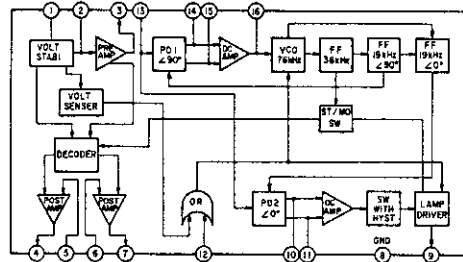 1 2 3 13 14 15 16
VOLT
STABI
PRE
AMP
PD1
∠90°
DC
AMP
VCO
76kHz
FF
38kHz
FF
19kHz
∠90°
FF
19kHz
∠0°
VOLT
SENSER
ST/MO
SW
DECODER
POST
AMP
POST
AMP
OR
PD2
∠0°
DC
AMP
SW
WITH
HYST
LAMP
DRIVER
GND
4 5 6 7 12 10 11 8 9